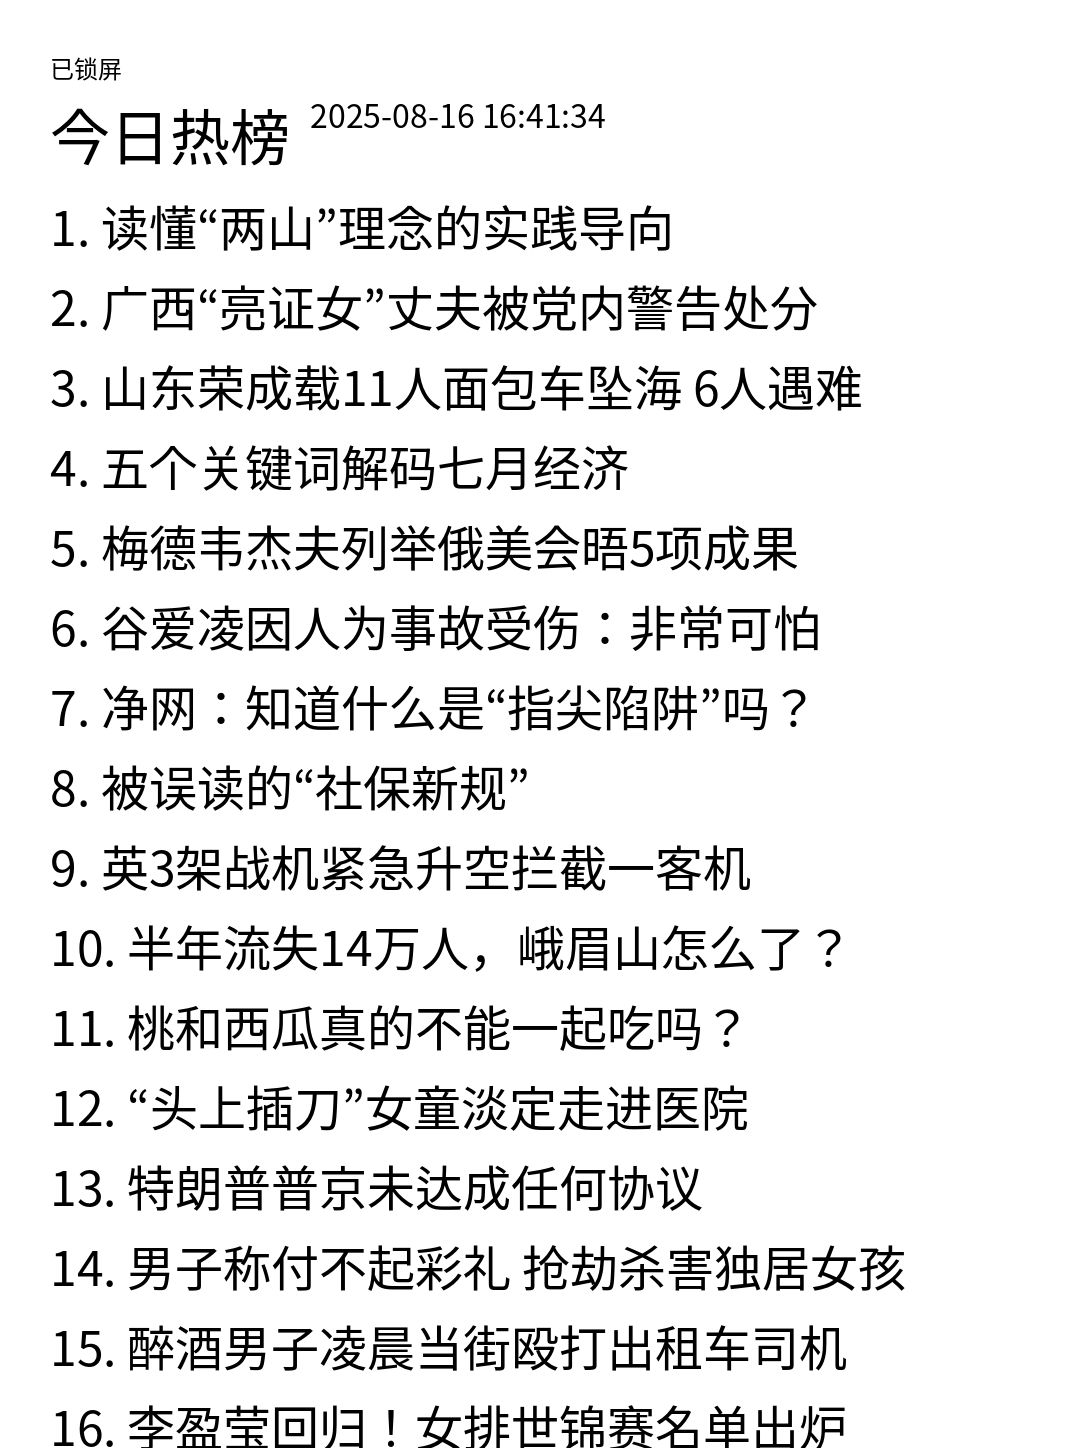 已锁屏
今日热榜 2025-08-16 16:41:34
1. 读懂“两山”理念的实践导向
2. 广西“亮证女”丈夫被党内警告处分
3. 山东荣成载11人面包车坠海 6人遇难
4. 五个关键词解码七月经济
5. 梅德韦杰夫列举俄美会晤5项成果
6. 谷爱凌因人为事故受伤：非常可怕
7. 净网：知道什么是“指尖陷阱”吗？
8. 被误读的“社保新规”
9. 英3架战机紧急升空拦截一客机
10. 半年流失14万人，峨眉山怎么了？
11. 桃和西瓜真的不能一起吃吗？
12. “头上插刀”女童淡定走进医院
13. 特朗普普京未达成任何协议
14. 男子称付不起彩礼 抢劫杀害独居女孩
15. 醉酒男子凌晨当街殴打出租车司机
16. 李盈莹回归！女排世锦赛名单出炉